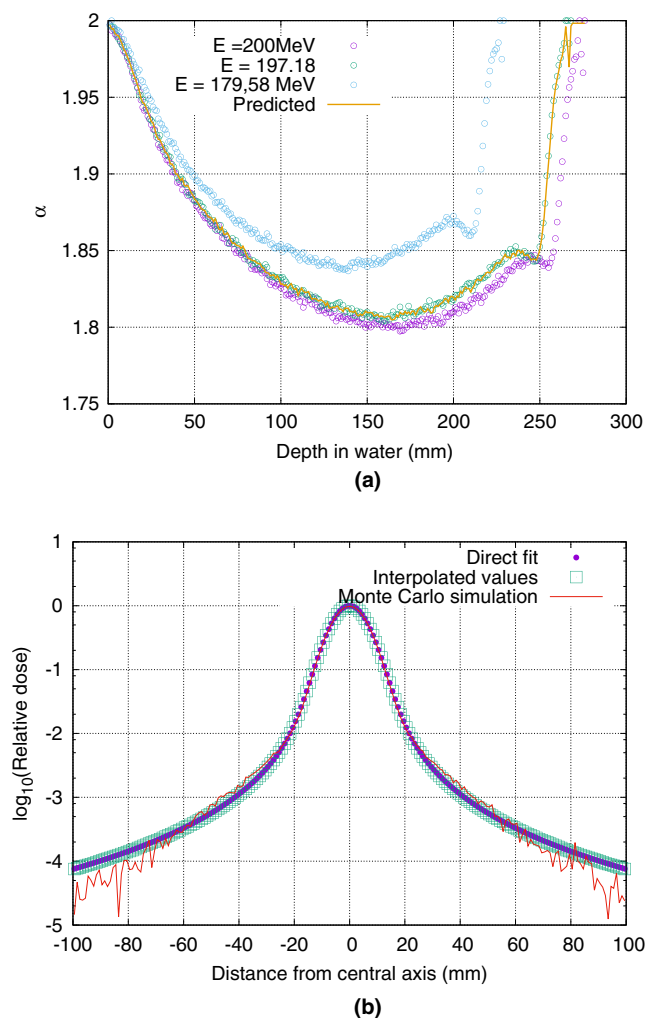 2
1.95
1.9
1.85
1.8
1.75
α
E =200MeV
E = 197.18
E = 179,58 MeV
Predicted
0 50 100 150 200 250 300
Depth in water (mm)
(a)
1
0
-1
-2
-3
-4
-5
log10(Relative dose)
Direct fit
Interpolated values
Monte Carlo simulation
-100 -80 -60 -40 -20 0 20 40 60 80 100
Distance from central axis (mm)
(b)